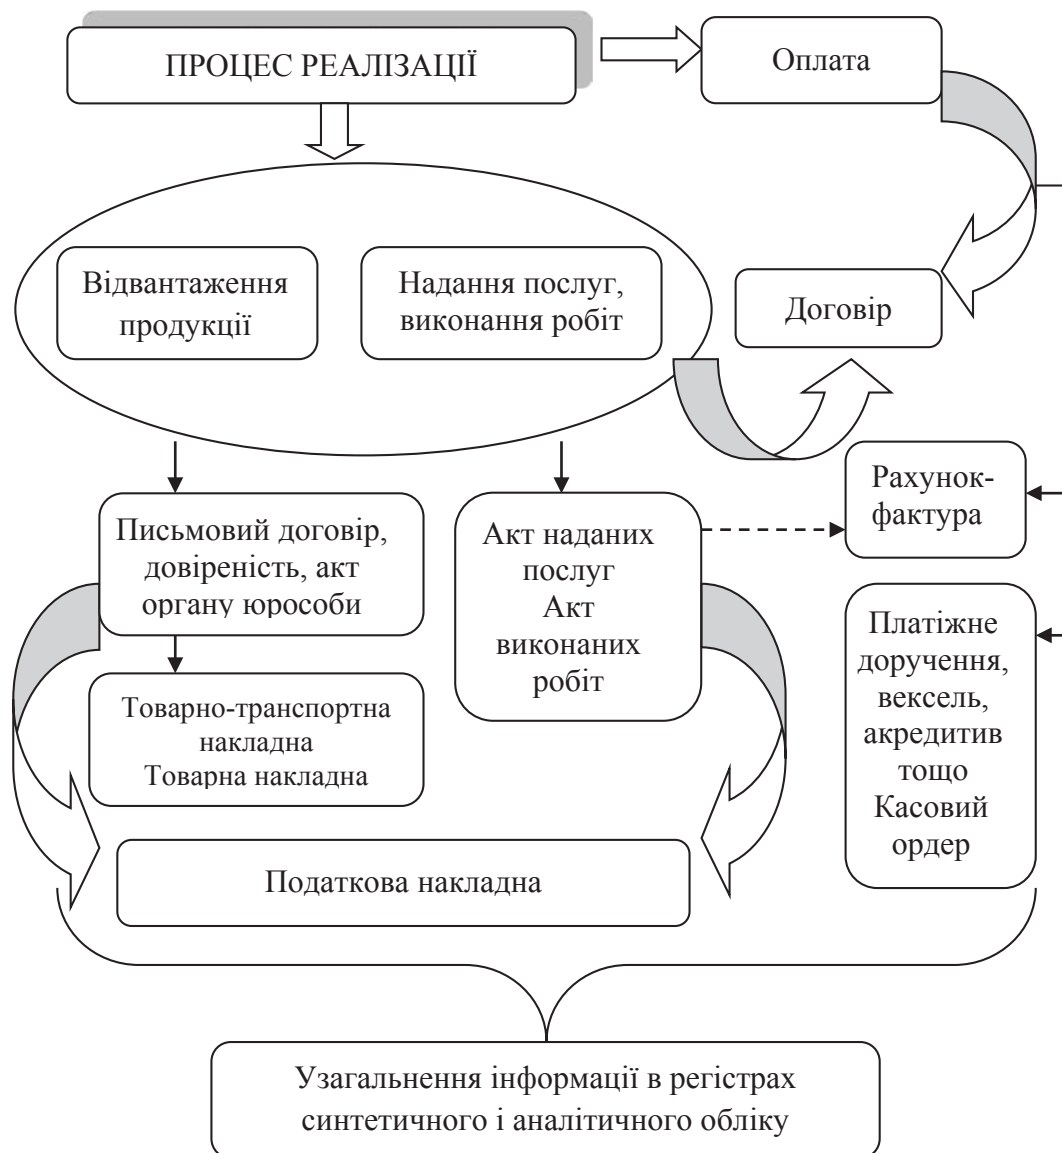 ПРОЦЕС РЕАЛІЗАЦІЇ
Оплата
Відвантаження
продукції
Надання послуг,
виконання робіт
Договір
Письмовий договір,
довіреність, акт
органу юрособи
Акт наданих
послуг
Акт
виконаних
робіт
Рахунок-
фактура
Товарно-транспортна
накладна
Товарна накладна
Платіжне
доручення,
вексель,
акредитив
тощо
Касовий
ордер
Податкова накладна
Узагальнення інформації в регістрах
синтетичного і аналітичного обліку